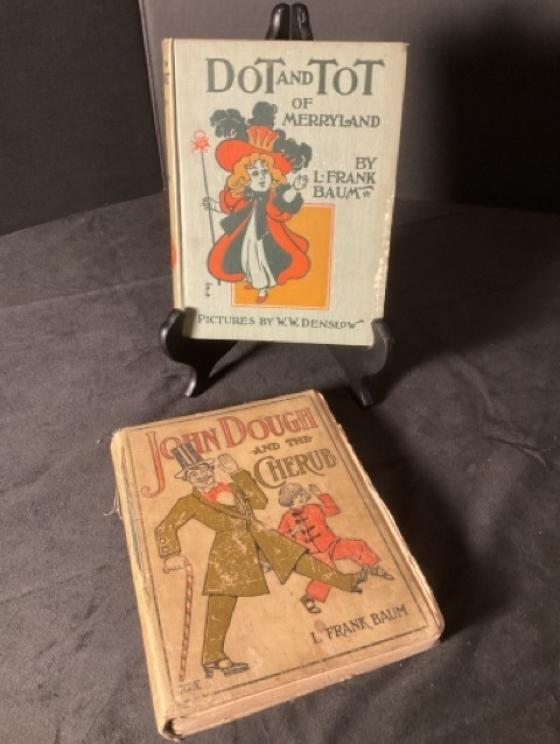 DOT AND TOT
OF
MERRYLAND
BY
L. FRANK
BAUM
PICTURES BY W. W. DENSLOW
JOHN DOUGH
AND THE
CHERUB
L. FRANK BAUM